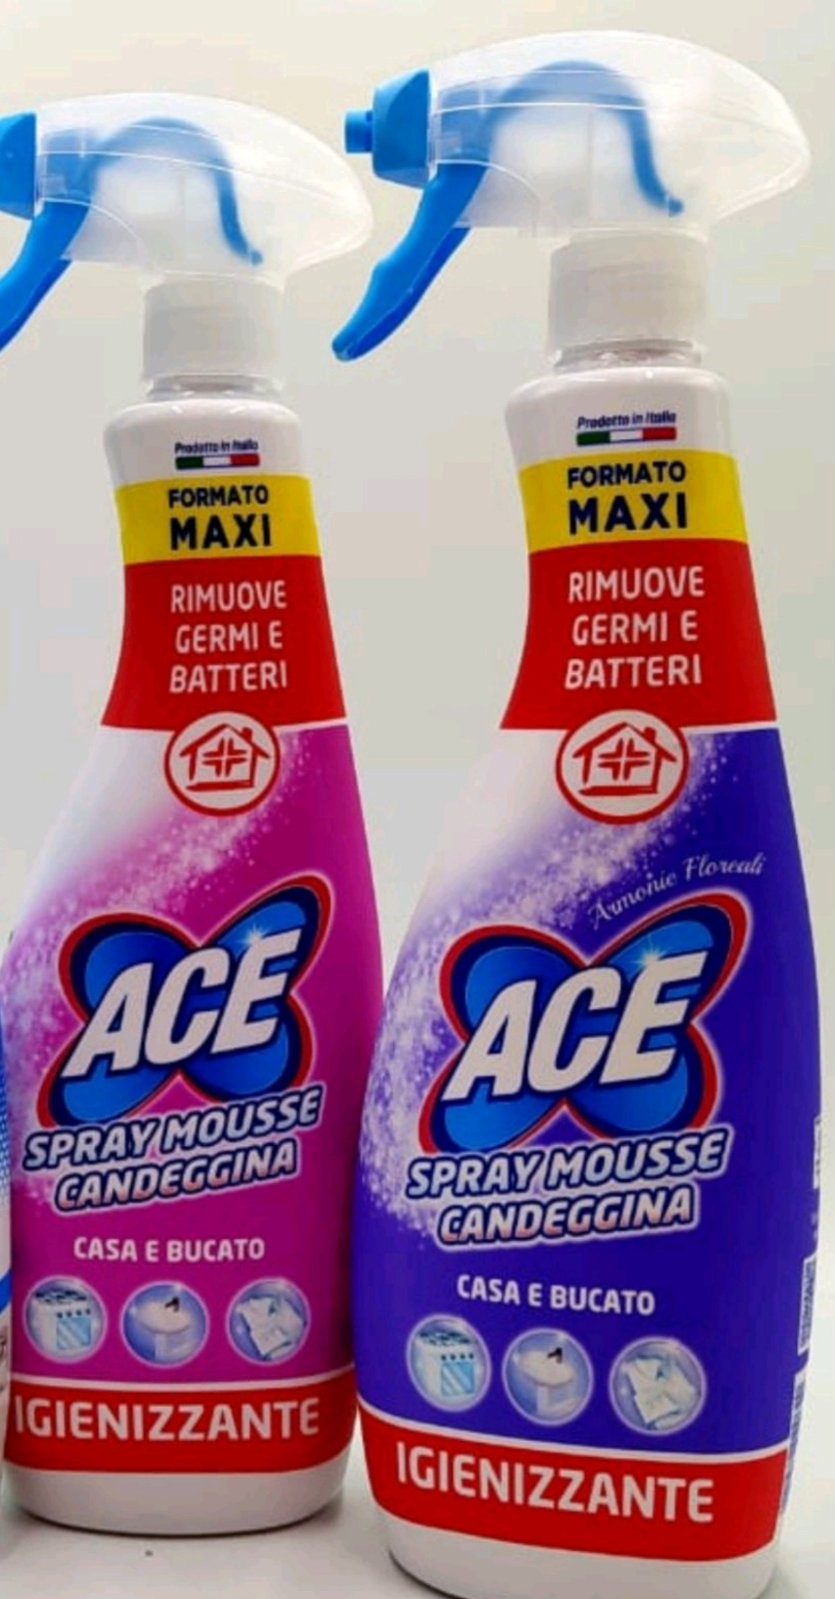 Prodotto in Italia
FORMATO
MAXI
RIMUOVE
GERMI E
BATTERI
ACE
SPRAY MOUSSE
CANDEGGINA
CASA E BUCATO
IGIENIZZANTE
Prodotto in Italia
FORMATO
MAXI
RIMUOVE
GERMI E
BATTERI
Armonie Floreali
ACE
SPRAY MOUSSE
CANDEGGINA
CASA E BUCATO
IGIENIZZANTE